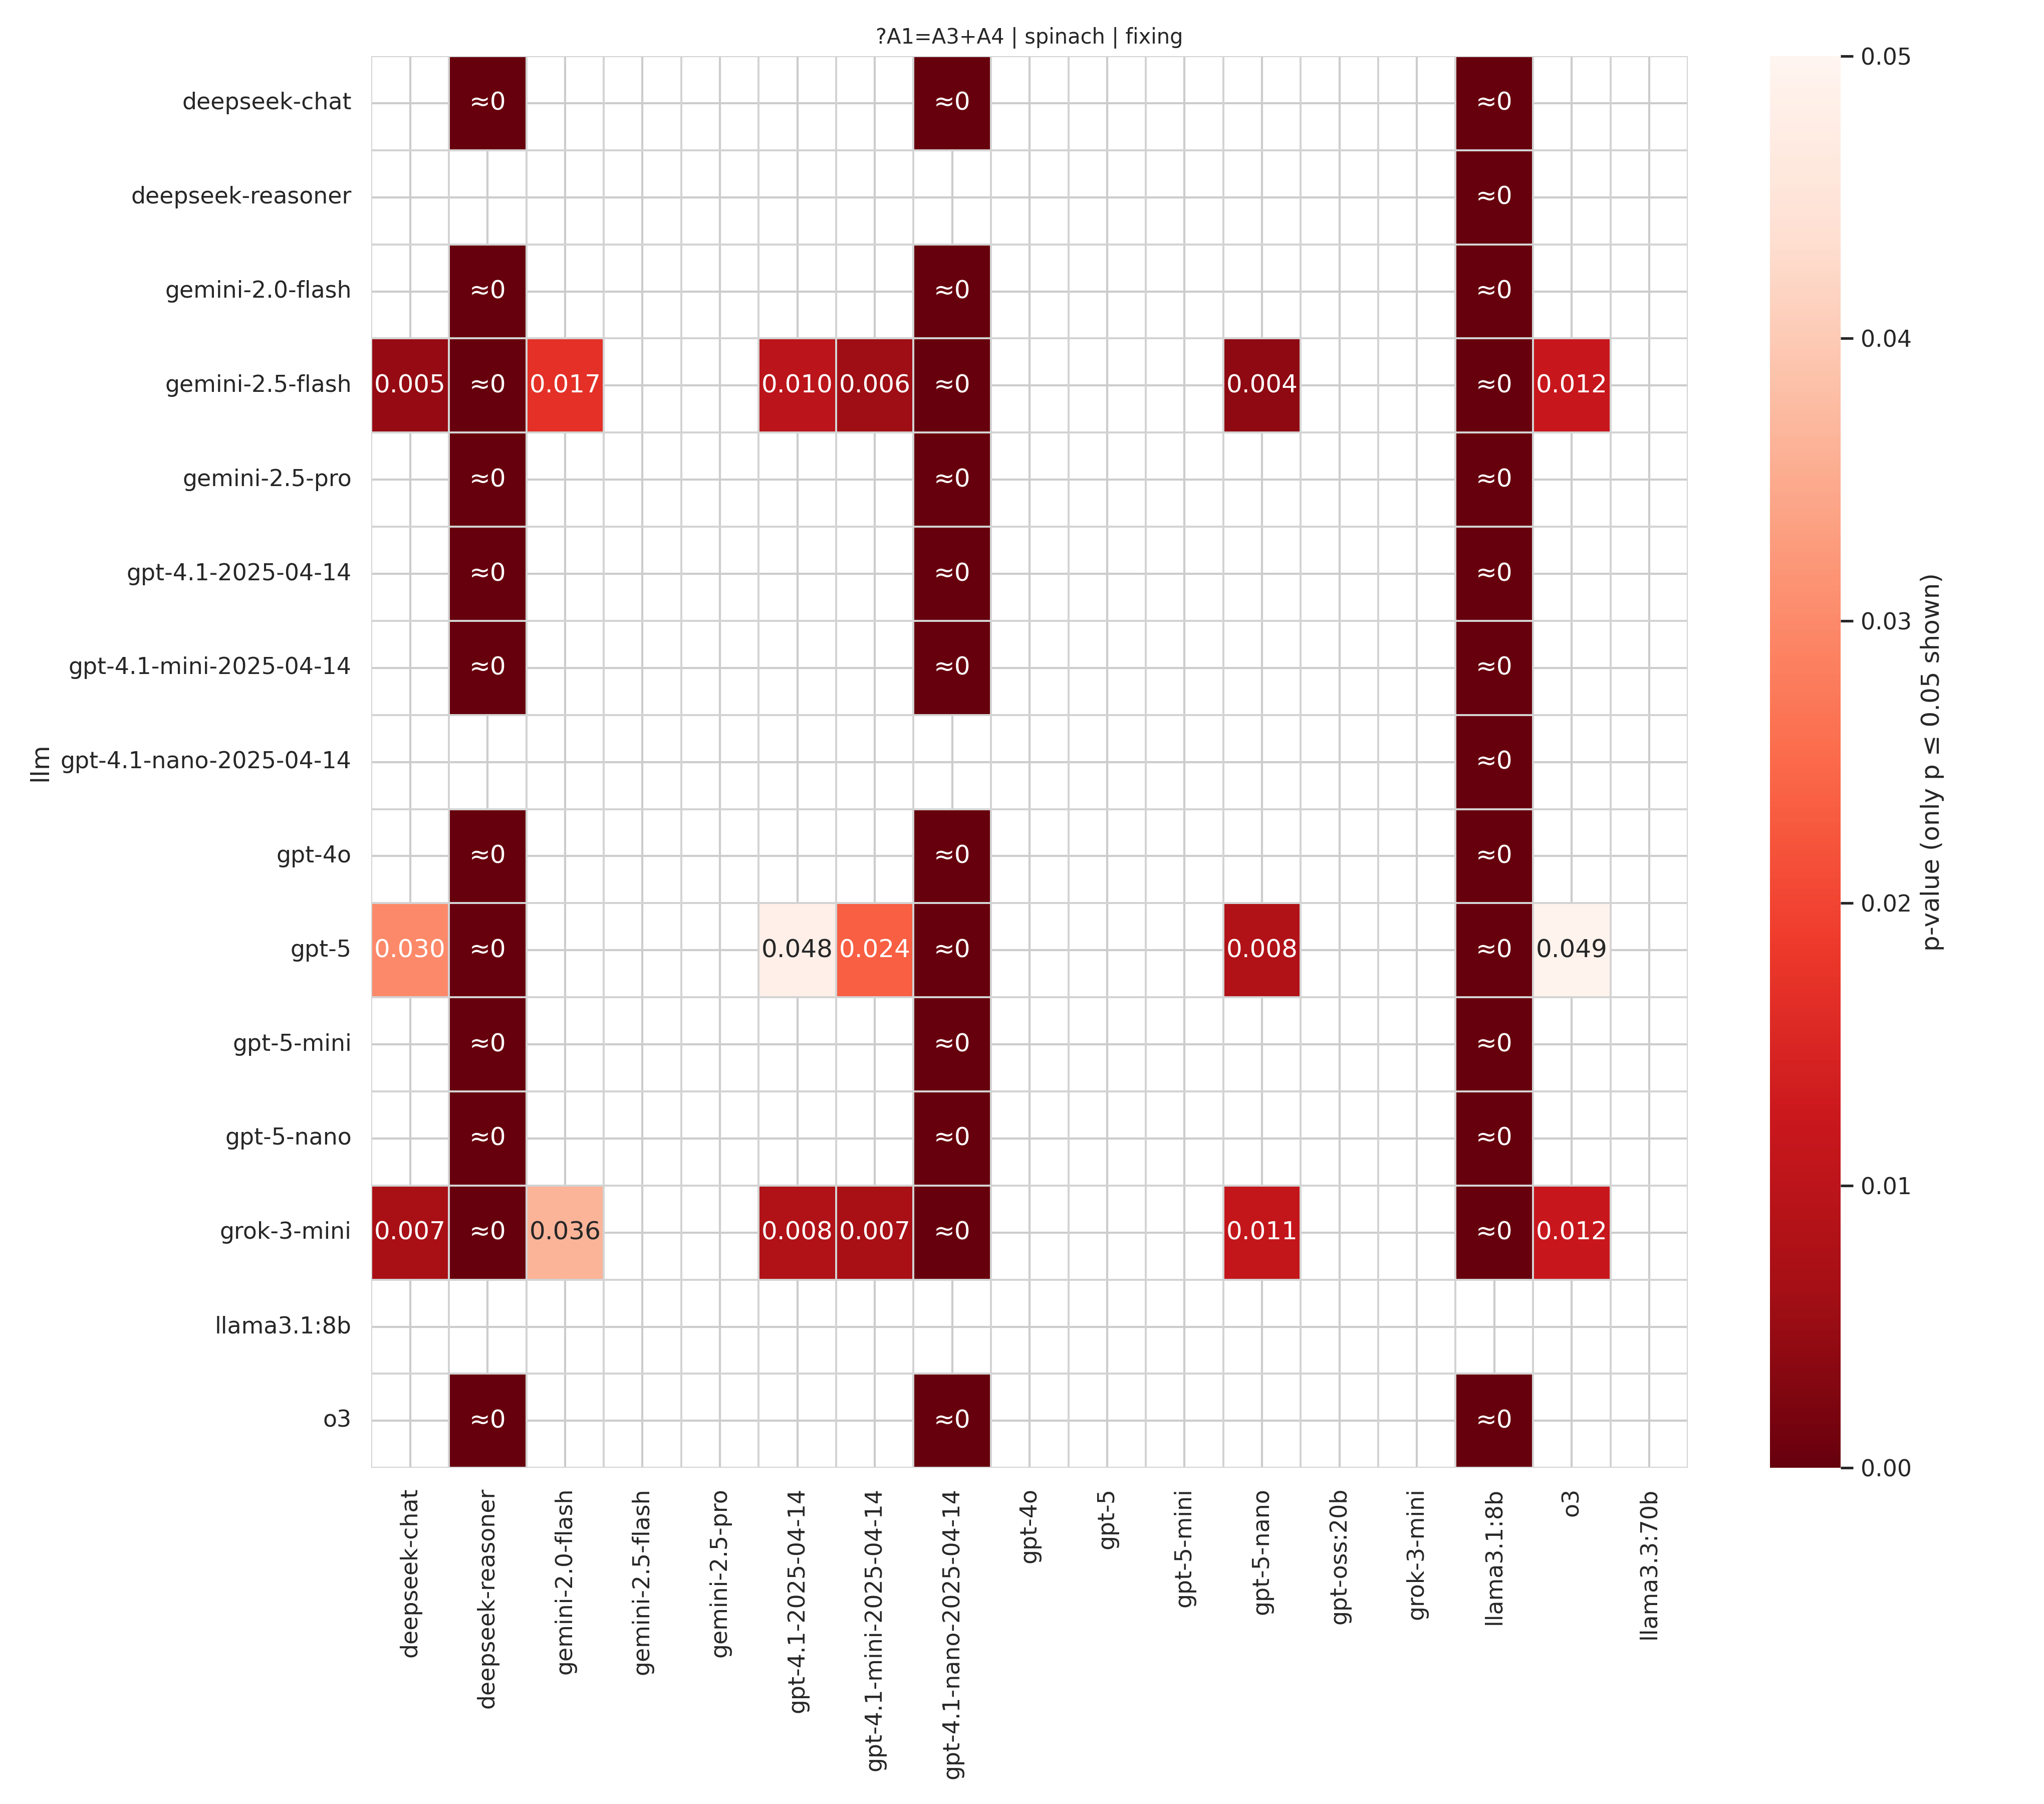 ?A1=A3+A4 | spinach | fixing
deepseek-chat ≈0 ≈0 ≈0
deepseek-reasoner ≈0
gemini-2.0-flash ≈0 ≈0 ≈0
gemini-2.5-flash 0.005 ≈0 0.017 0.010 0.006 ≈0 0.004 ≈0 0.012
gemini-2.5-pro ≈0 ≈0 ≈0
gpt-4.1-2025-04-14 ≈0 ≈0 ≈0
gpt-4.1-mini-2025-04-14 ≈0 ≈0 ≈0
gpt-4.1-nano-2025-04-14 ≈0
gpt-4o ≈0 ≈0 ≈0
gpt-5 0.030 ≈0 0.048 0.024 ≈0 0.008 ≈0 0.049
gpt-5-mini ≈0 ≈0 ≈0
gpt-5-nano ≈0 ≈0 ≈0
grok-3-mini 0.007 ≈0 0.036 0.008 0.007 ≈0 0.011 ≈0 0.012
llama3.1:8b
o3 ≈0 ≈0 ≈0
llm
deepseek-chat
deepseek-reasoner
gemini-2.0-flash
gemini-2.5-flash
gemini-2.5-pro
gpt-4.1-2025-04-14
gpt-4.1-mini-2025-04-14
gpt-4.1-nano-2025-04-14
gpt-4o
gpt-5
gpt-5-mini
gpt-5-nano
gpt-oss:20b
grok-3-mini
llama3.1:8b
o3
llama3.3:70b
0.05
0.04
0.03
0.02
0.01
0.00
p-value (only p ≤ 0.05 shown)